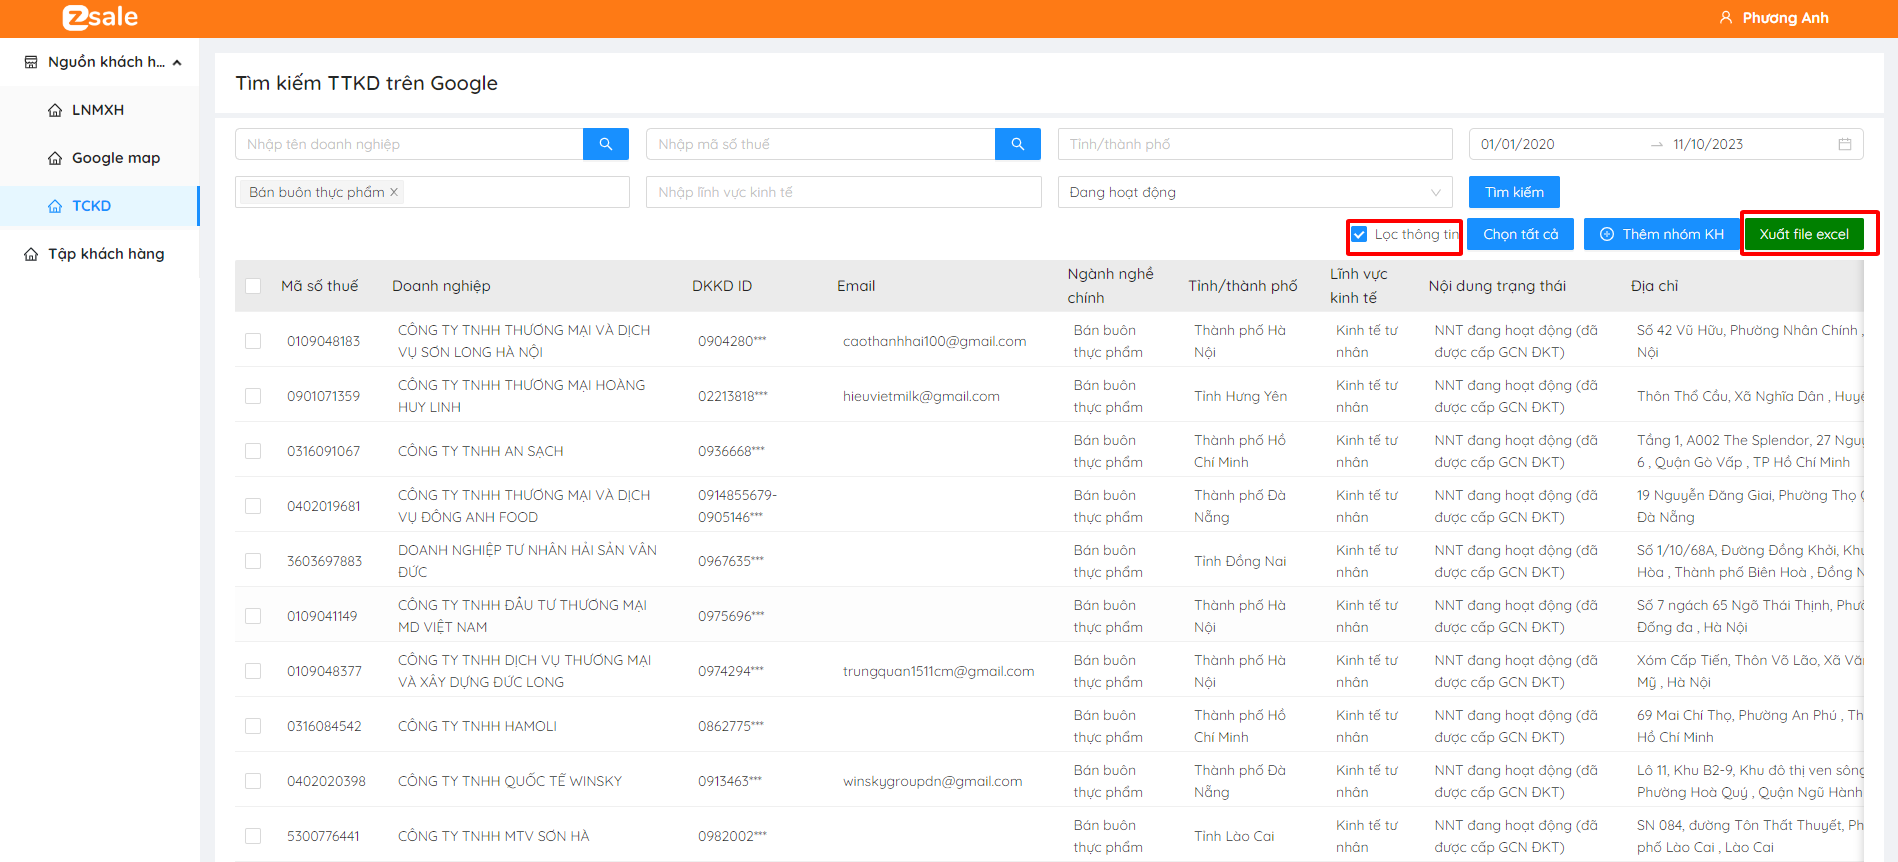 zsale
Phương Anh
Nguồn khách h...
LNMXH
Google map
TCKD
Tập khách hàng
Tìm kiếm TTKD trên Google
Nhập tên doanh nghiệp
Nhập mã số thuế
Tỉnh/thành phố
01/01/2020 → 11/10/2023
Bán buôn thực phẩm ×
Nhập lĩnh vực kinh tế
Đang hoạt động
Tìm kiếm
Lọc thông tin
Chọn tất cả
Thêm nhóm KH
Xuất file excel
Mã số thuế Doanh nghiệp DKKD ID Email Ngành nghề chính Tỉnh/thành phố Lĩnh vực kinh tế Nội dung trạng thái Địa chỉ
0109048183 CÔNG TY TNHH THƯƠNG MẠI VÀ DỊCH VỤ SƠN LONG HÀ NỘI 0904280*** caothanhhai100@gmail.com Bán buôn thực phẩm Thành phố Hà Nội Kinh tế tư nhân NNT đang hoạt động (đã được cấp GCN ĐKT) Số 42 Vũ Hữu, Phường Nhân Chính , Nội
0901071359 CÔNG TY TNHH THƯƠNG MẠI HOÀNG HUY LINH 02213818*** hieuvietmilk@gmail.com Bán buôn thực phẩm Tỉnh Hưng Yên Kinh tế tư nhân NNT đang hoạt động (đã được cấp GCN ĐKT) Thôn Thổ Cầu, Xã Nghĩa Dân ,
0316091067 CÔNG TY TNHH AN SẠCH 0936668*** Bán buôn thực phẩm Thành phố Hồ Chí Minh Kinh tế tư nhân NNT đang hoạt động (đã được cấp GCN ĐKT) Tầng 1, A002 The Splendor, 27 6 , Quận Gò Vấp , TP Hồ Chí Minh
0402019681 CÔNG TY TNHH THƯƠNG MẠI VÀ DỊCH VỤ ĐÔNG ANH FOOD 0914855679-0905146*** Bán buôn thực phẩm Thành phố Đà Nẵng Kinh tế tư nhân NNT đang hoạt động (đã được cấp GCN ĐKT) 19 Nguyễn Đăng Giai, Phường Thọ Đà Nẵng
3603697883 DOANH NGHIỆP TƯ NHÂN HẢI SẢN VÂN ĐỨC 0967635*** Bán buôn thực phẩm Tỉnh Đồng Nai Kinh tế tư nhân NNT đang hoạt động (đã được cấp GCN ĐKT) Số 1/10/68A, Đường Đồng Khởi, Hòa , Thành phố Biên Hoà , Đồng
0109041149 CÔNG TY TNHH ĐẦU TƯ THƯƠNG MẠI MD VIỆT NAM 0975696*** Bán buôn thực phẩm Thành phố Hà Nội Kinh tế tư nhân NNT đang hoạt động (đã được cấp GCN ĐKT) Số 7 ngách 65 Ngõ Thái Thịnh, Đống đa , Hà Nội
0109048377 CÔNG TY TNHH DỊCH VỤ THƯƠNG MẠI VÀ XÂY DỰNG ĐỨC LONG 0974294*** trungquan1511cm@gmail.com Bán buôn thực phẩm Thành phố Hà Nội Kinh tế tư nhân NNT đang hoạt động (đã được cấp GCN ĐKT) Xóm Cấp Tiến, Thôn Võ Lão, Xã Mỹ , Hà Nội
0316084542 CÔNG TY TNHH HAMOLI 0862775*** Bán buôn thực phẩm Thành phố Hồ Chí Minh Kinh tế tư nhân NNT đang hoạt động (đã được cấp GCN ĐKT) 69 Mai Chí Thọ, Phường An Phú , Hồ Chí Minh
0402020398 CÔNG TY TNHH QUỐC TẾ WINSKY 0913463*** winskygroupdn@gmail.com Bán buôn thực phẩm Thành phố Đà Nẵng Kinh tế tư nhân NNT đang hoạt động (đã được cấp GCN ĐKT) Lô 11, Khu B2-9, Khu đô thị ven sông Phường Hoà Quý , Quận Ngũ Hành
5300776441 CÔNG TY TNHH MTV SƠN HÀ 0982002*** Bán buôn thực phẩm Tỉnh Lào Cai Kinh tế tư nhân NNT đang hoạt động (đã được cấp GCN ĐKT) SN 084, đường Tôn Thất Thuyết, phố Lào Cai , Lào Cai